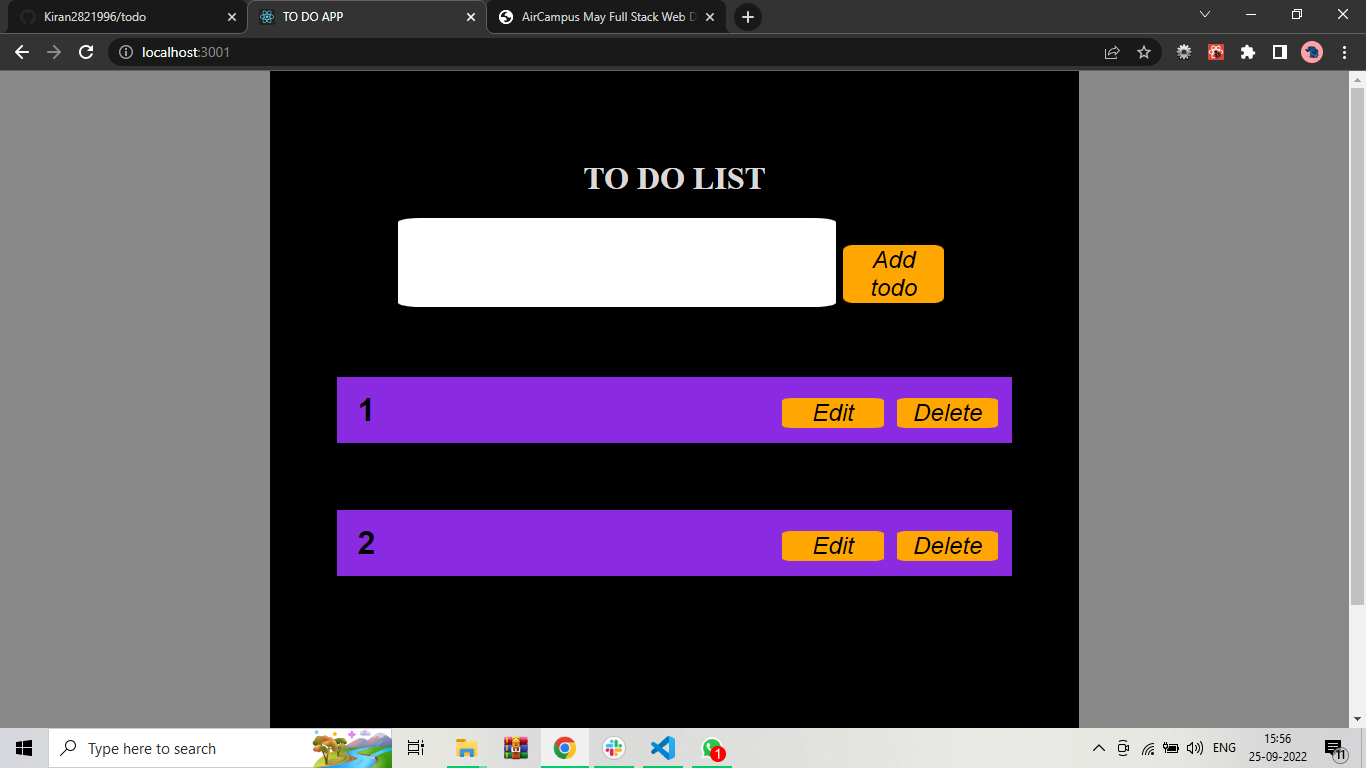 Kiran2821996/todo
TO DO APP
AirCampus May Full Stack Web D
localhost:3001
TO DO LIST
Add
todo
1
Edit
Delete
2
Edit
Delete
Type here to search
1
ENG
15:56
25-09-2022
11